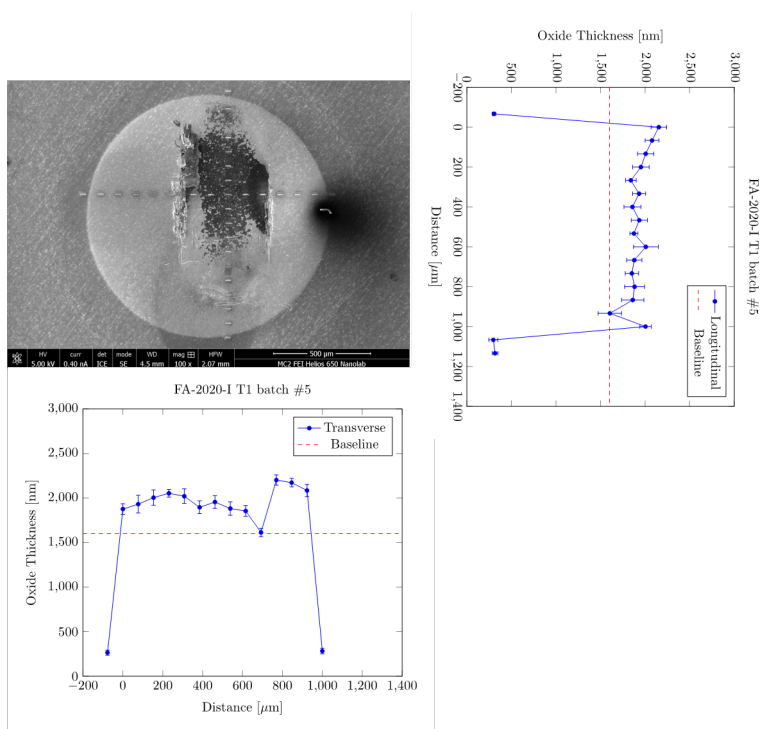 Oxide Thickness [nm]
0
500
1,000
1,500
2,000
2,500
3,000
−200
0
200
400
600
800
1,000
1,200
1,400
Distance [μm]
FA-2020-I T1 batch #5
Longitudinal
Baseline
HV curr det mode WD mag HFW 500 μm
5.00 kV 0.40 nA ICE SE 4.5 mm 100 x 2.07 mm MC2 FEI Helios 650 Nanolab
FA-2020-I T1 batch #5
3,000
2,500
2,000
1,500
1,000
500
0
Oxide Thickness [nm]
Transverse
Baseline
−200 0 200 400 600 800 1,000 1,200 1,400
Distance [μm]